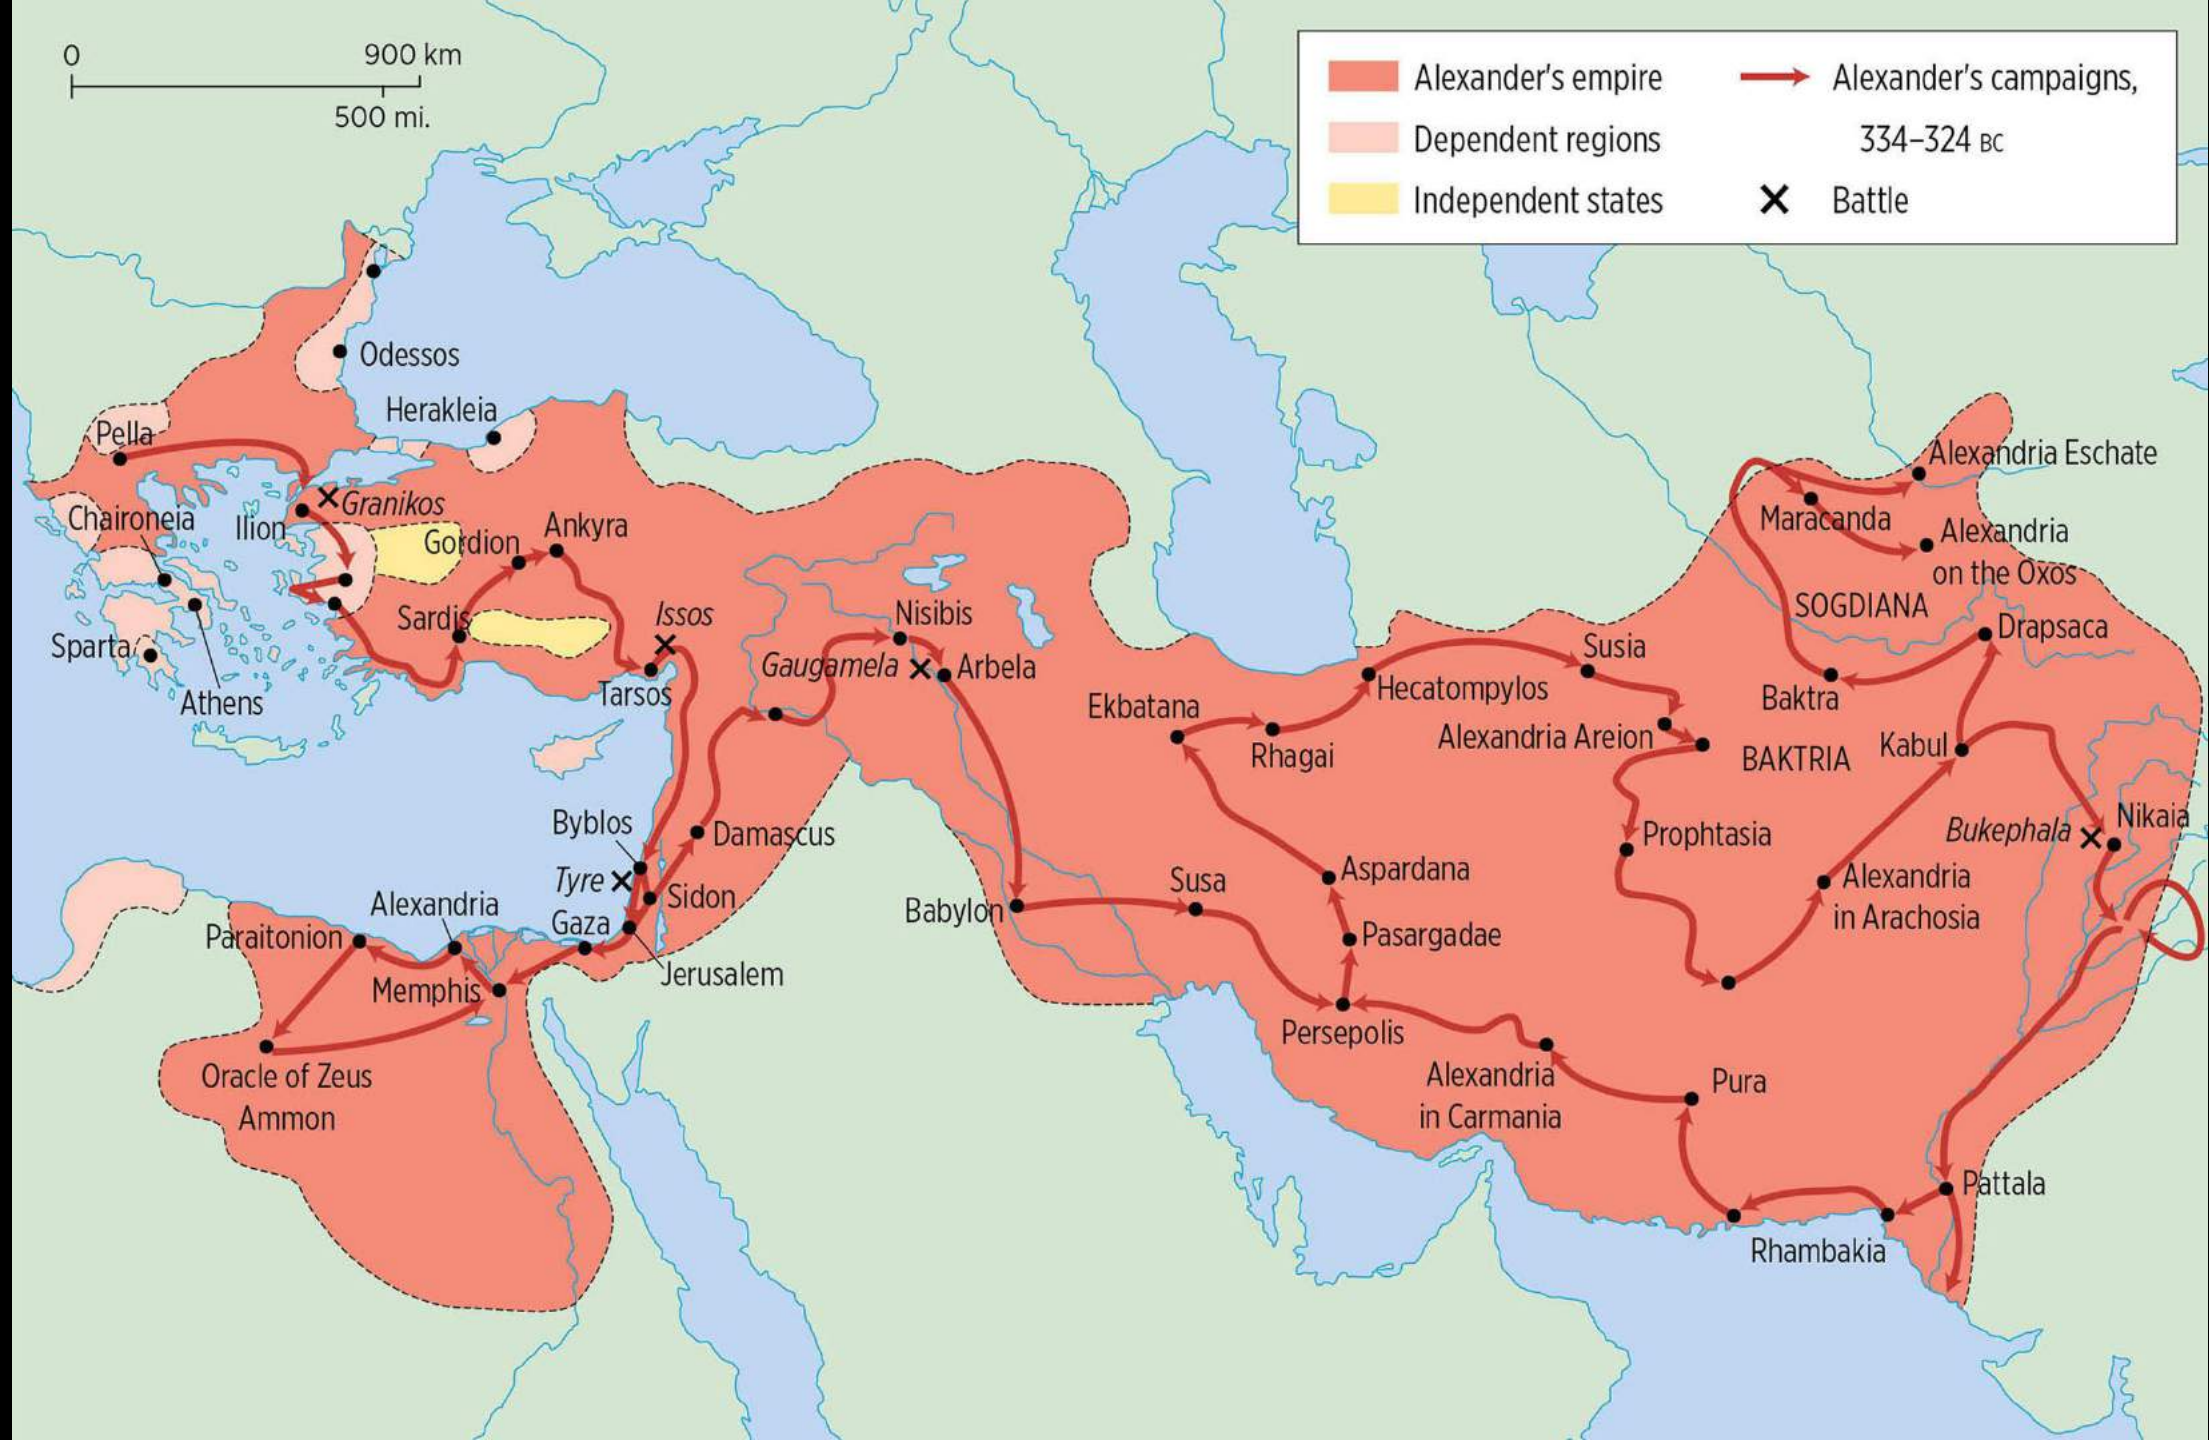 0
900 km
500 mi.
Alexander's empire
Dependent regions
Independent states
Alexander's campaigns,
334–324 BC
Battle
Odessos
Herakleia
Pella
Granikos
Chaironeia
Ilion
Gordion
Ankyra
Sardis
Issos
Sparta
Athens
Tarsos
Nisibis
Gaugamela
Arbela
Ekbatana
Rhagai
Hecatompylos
Susia
Alexandria Areion
BAKTRIA
Alexandria Eschate
Maracanda
Alexandria
on the Oxos
SOGDIANA
Drapsaca
Baktra
Kabul
Nikaia
Bukephala
Prophtasia
Alexandria
in Arachosia
Byblos
Damascus
Tyre
Sidon
Gaza
Jerusalem
Alexandria
Paraitonion
Memphis
Oracle of Zeus
Ammon
Babylon
Susa
Aspardana
Pasargadae
Persepolis
Alexandria
in Carmania
Pura
Pattala
Rhambakia